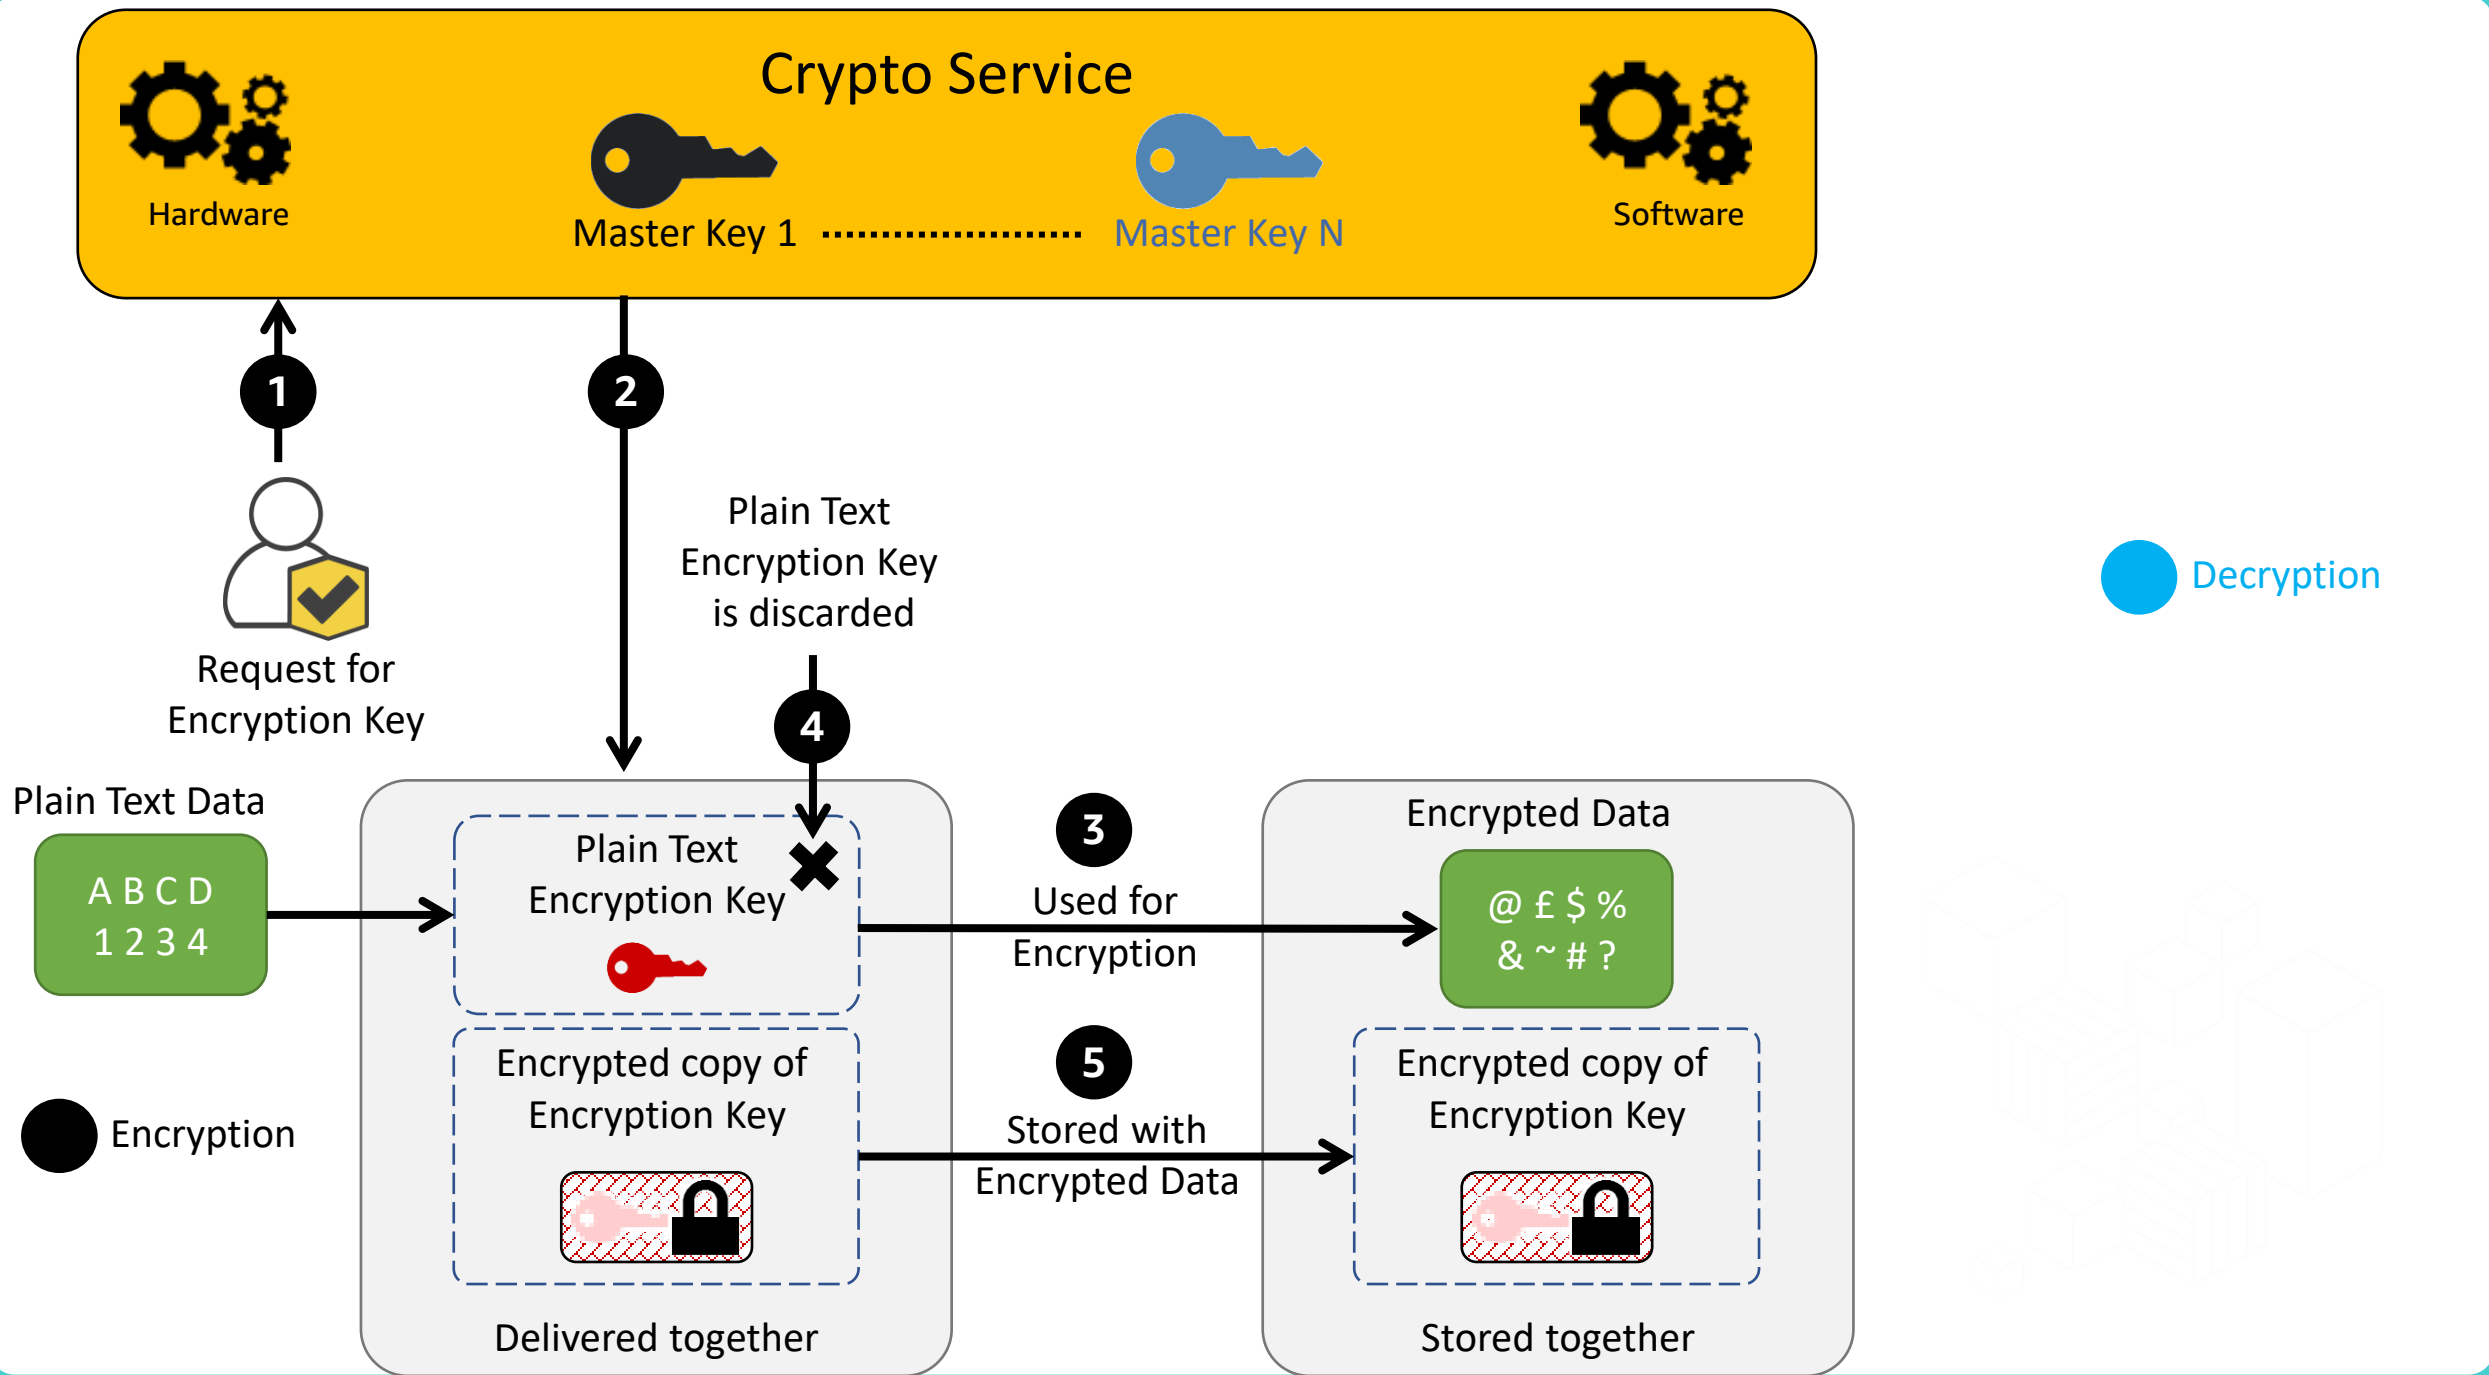 Crypto Service
Hardware
Software
Master Key 1
Master Key N
1
2
Request for
Encryption Key
Plain Text
Encryption Key
is discarded
4
Decryption
Plain Text Data
A B C D
1 2 3 4
Plain Text
Encryption Key
3
Used for
Encryption
Encrypted Data
@ £ $ %
& ~ # ?
Encryption
Encrypted copy of
Encryption Key
5
Stored with
Encrypted Data
Encrypted copy of
Encryption Key
Delivered together
Stored together